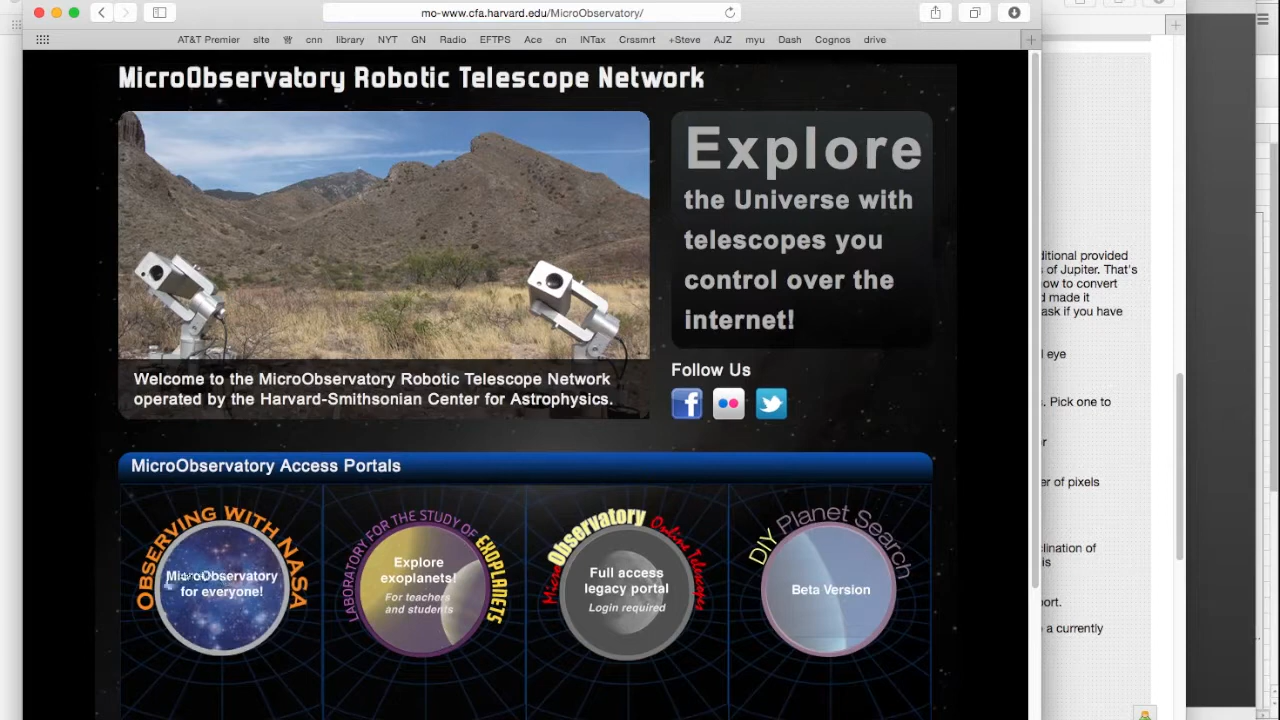 mo-www.cfa.harvard.edu/MicroObservatory/
AT&T Premier site cnn library NYT GN Radio FFTPS Ace cn INTax Crssmrt +Steve AJZ myu Dash Cognos drive
MicroObservatory Robotic Telescope Network
Explore
the Universe with
telescopes you
control over the
internet!
Welcome to the MicroObservatory Robotic Telescope Network
operated by the Harvard-Smithsonian Center for Astrophysics.
Follow Us
MicroObservatory Access Portals
OBSERVING WITH NASA
MicroObservatory
for everyone!
LABORATORY FOR THE STUDY OF EXOPLANETS
Explore
exoplanets!
For teachers
and students
MicroObservatory Online Telescopes
Full access
legacy portal
Login required
DIY Planet Search
Beta Version
ditional provided
s of Jupiter. That's
ow to convert
d made it
ask if you have
d eye
. Pick one to
er of pixels
clination of
is
port.
a currently